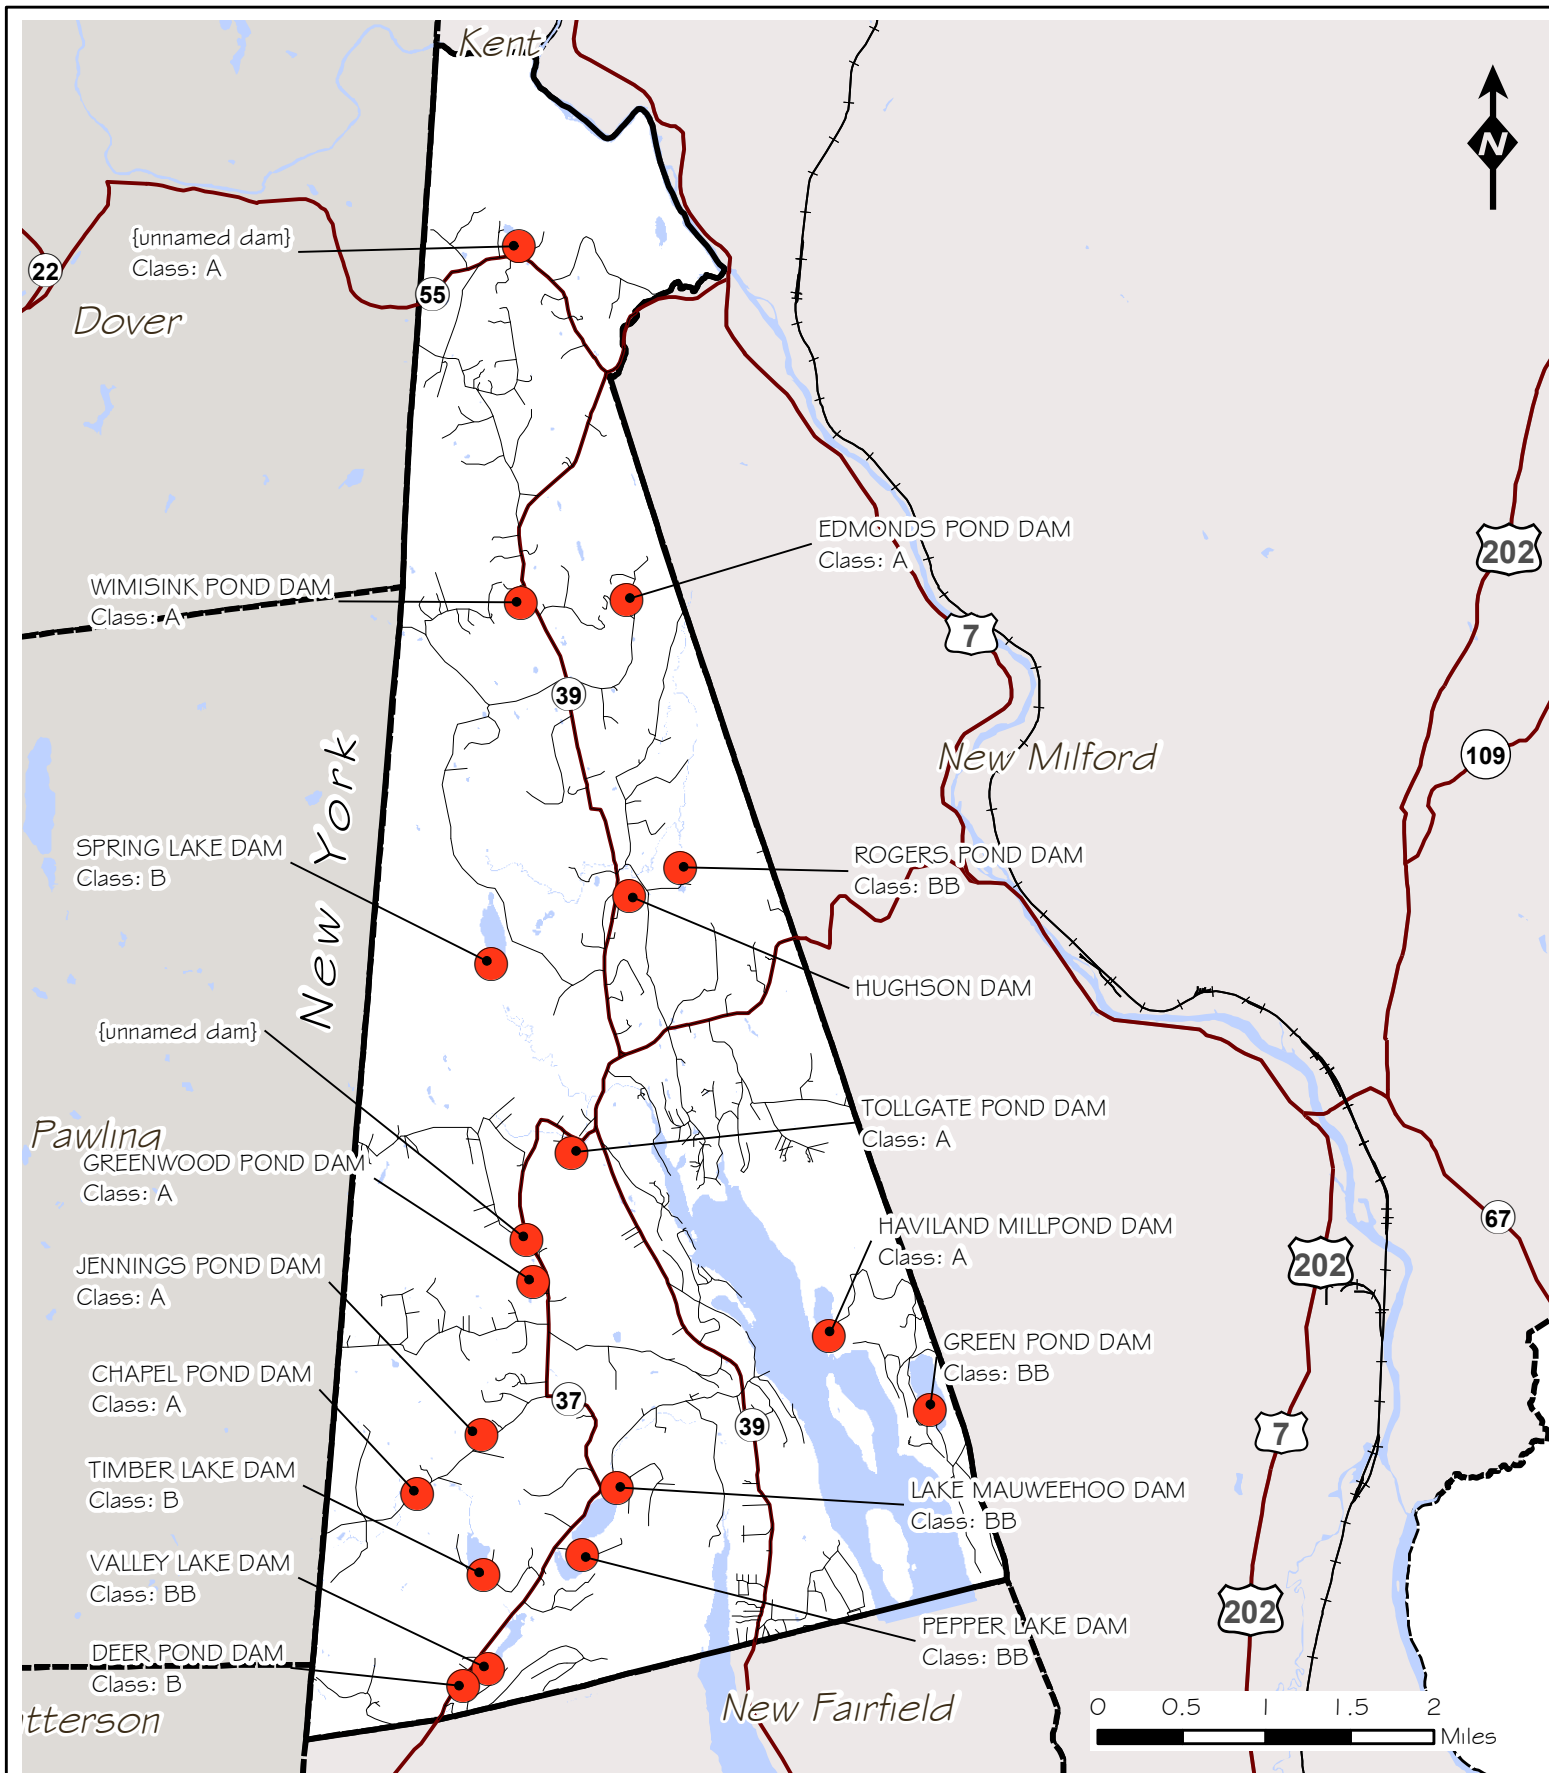 Kent
N
{unnamed dam}
Class: A
22
55
Dover
EDMONDS POND DAM
Class: A
202
WIMISINK POND DAM
Class: A
7
39
New Milford
109
New York
SPRING LAKE DAM
Class: B
ROGERS POND DAM
Class: BB
HUGHSON DAM
{unnamed dam}
TOLLGATE POND DAM
Class: A
Pawling
GREENWOOD POND DAM
Class: A
67
HAVILAND MILLPOND DAM
Class: A
202
JENNINGS POND DAM
Class: A
GREEN POND DAM
Class: BB
CHAPEL POND DAM
Class: A
37
39
7
TIMBER LAKE DAM
Class: B
LAKE MAUWEEHOO DAM
Class: BB
VALLEY LAKE DAM
Class: BB
202
PEPPER LAKE DAM
Class: BB
DEER POND DAM
Class: B
tterson
New Fairfield
0 0.5 1 1.5 2
Miles